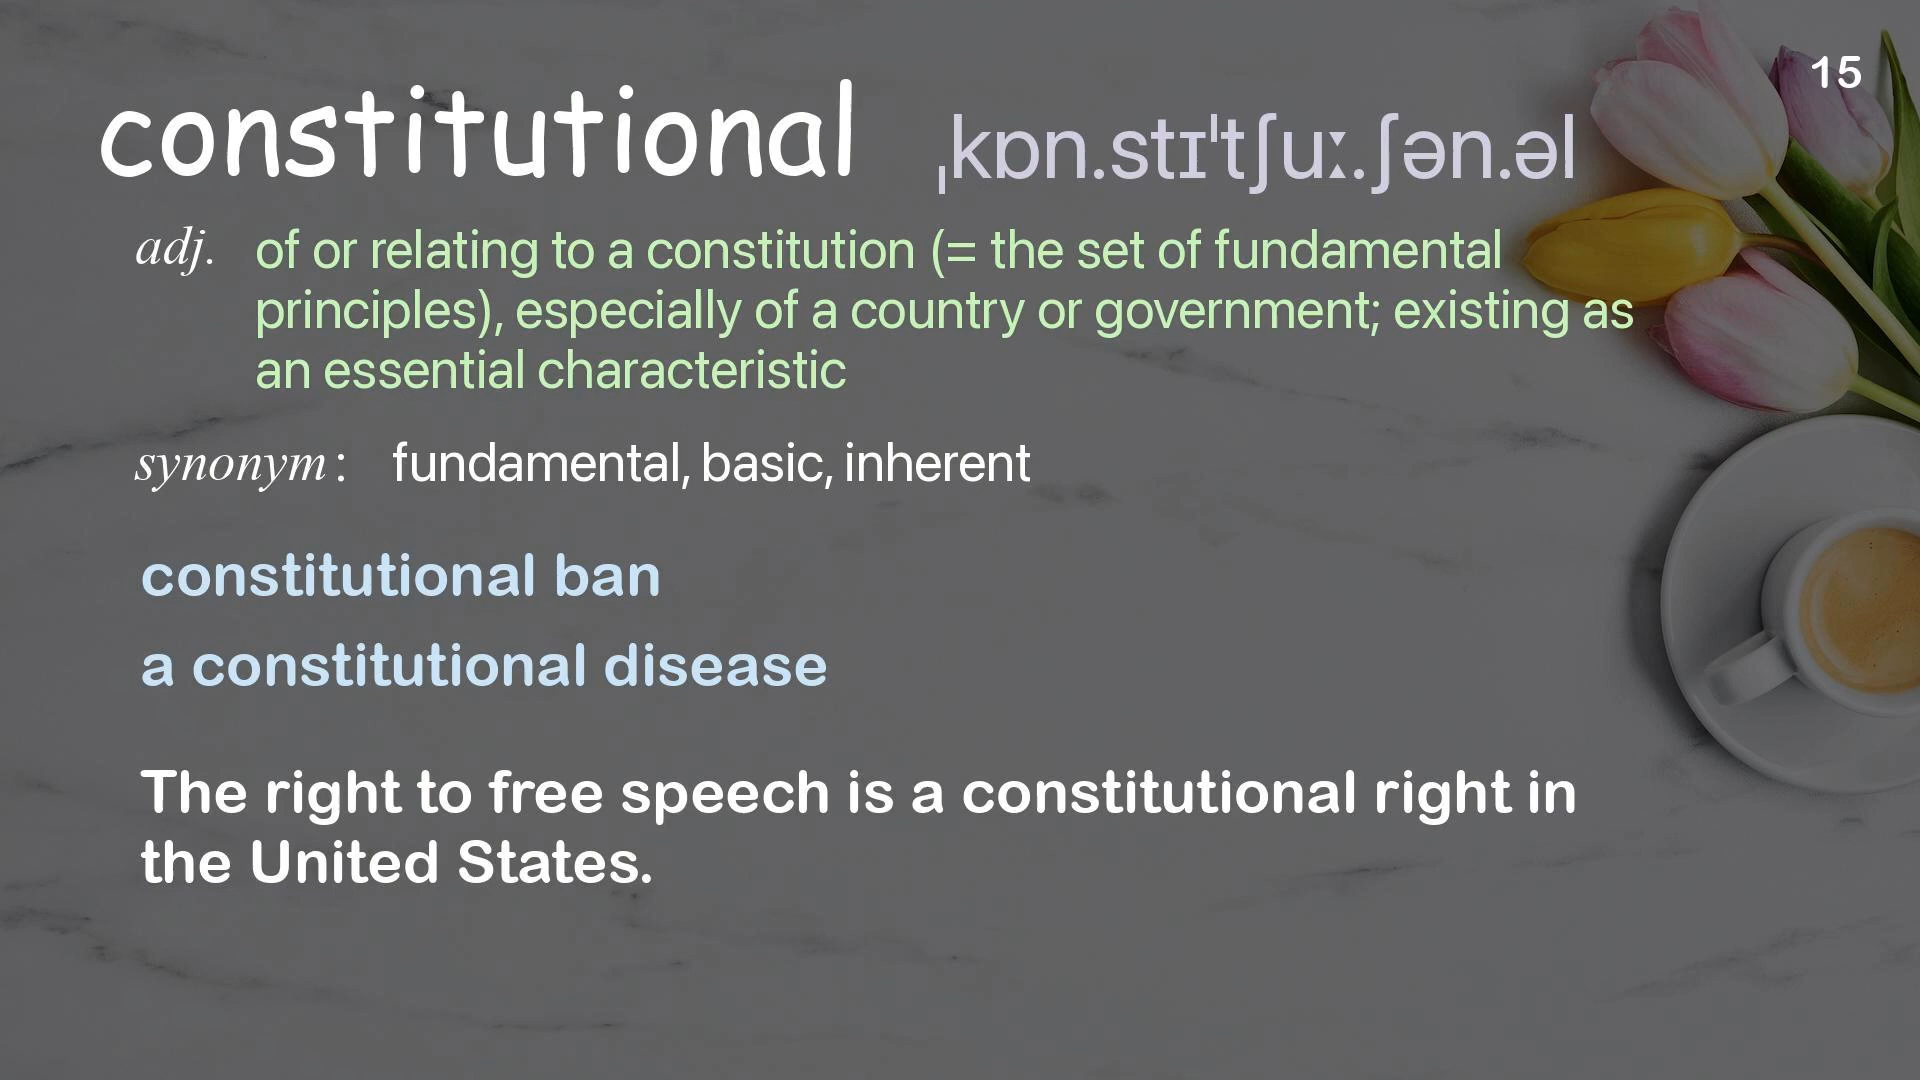 15
constitutional ˌkɒn.stɪˈtʃuː.ʃən.əl
adj. of or relating to a constitution (= the set of fundamental
principles), especially of a country or government; existing as
an essential characteristic
synonym: fundamental, basic, inherent
constitutional ban
a constitutional disease
The right to free speech is a constitutional right in
the United States.